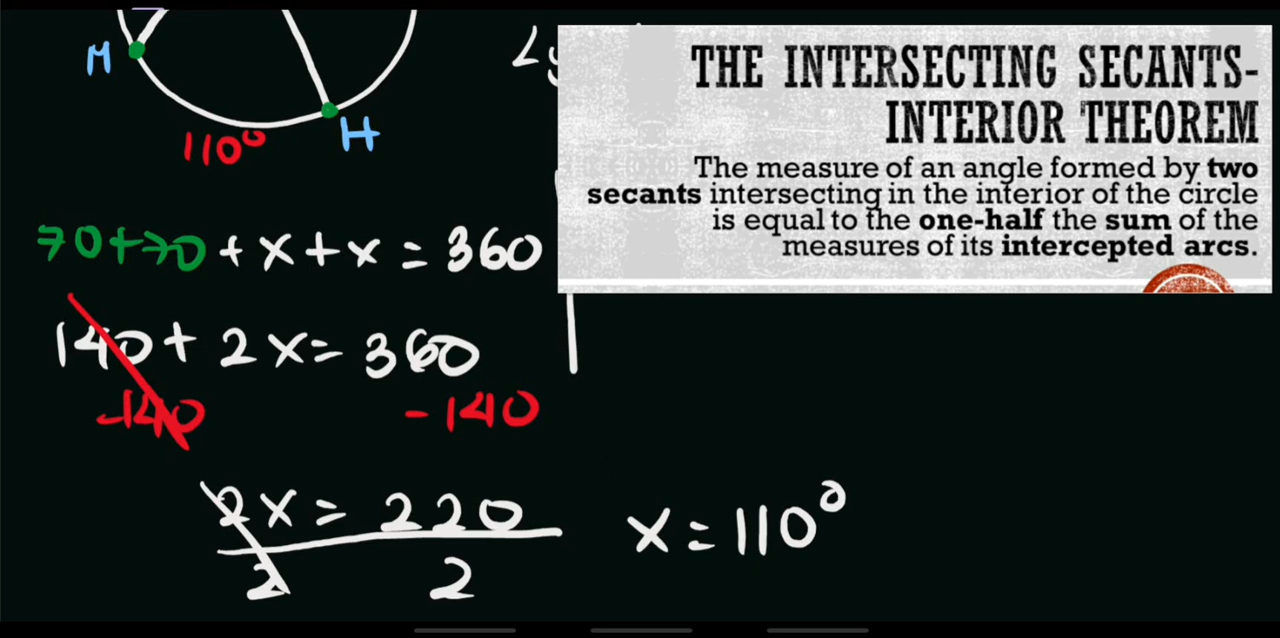 M
H
110°
THE INTERSECTING SECANTS-
INTERIOR THEOREM
The measure of an angle formed by two
secants intersecting in the interior of the circle
is equal to the one-half the sum of the
measures of its intercepted arcs.
70+70+x+x=360
140+2x=360
-140 -140
2x=220
2 2
x=110°